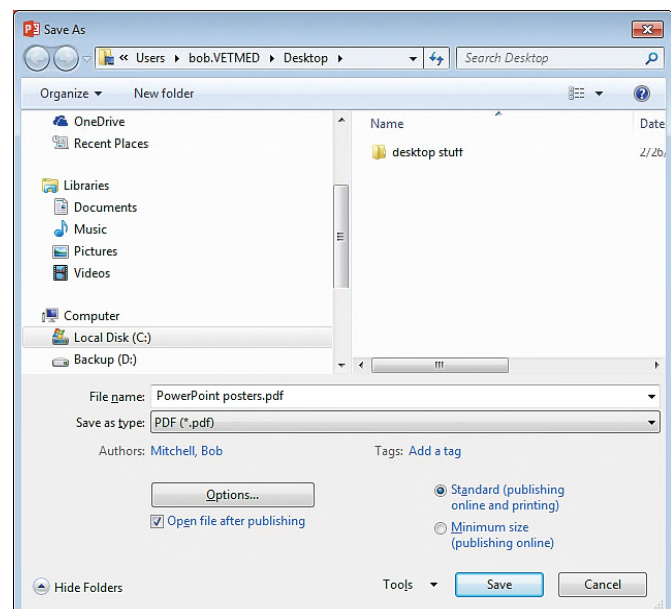 Save As
« Users ▸ bob.VETMED ▸ Desktop ▸
Search Desktop
Organize
New folder
OneDrive
Recent Places
Libraries
Documents
Music
Pictures
Videos
Computer
Local Disk (C:)
Backup (D:)
Name
Date
desktop stuff
2/26/
File name: PowerPoint posters.pdf
Save as type: PDF (*.pdf)
Authors: Mitchell, Bob
Tags: Add a tag
Options...
Open file after publishing
Standard (publishing
online and printing)
Minimum size
(publishing online)
Hide Folders
Tools
Save
Cancel